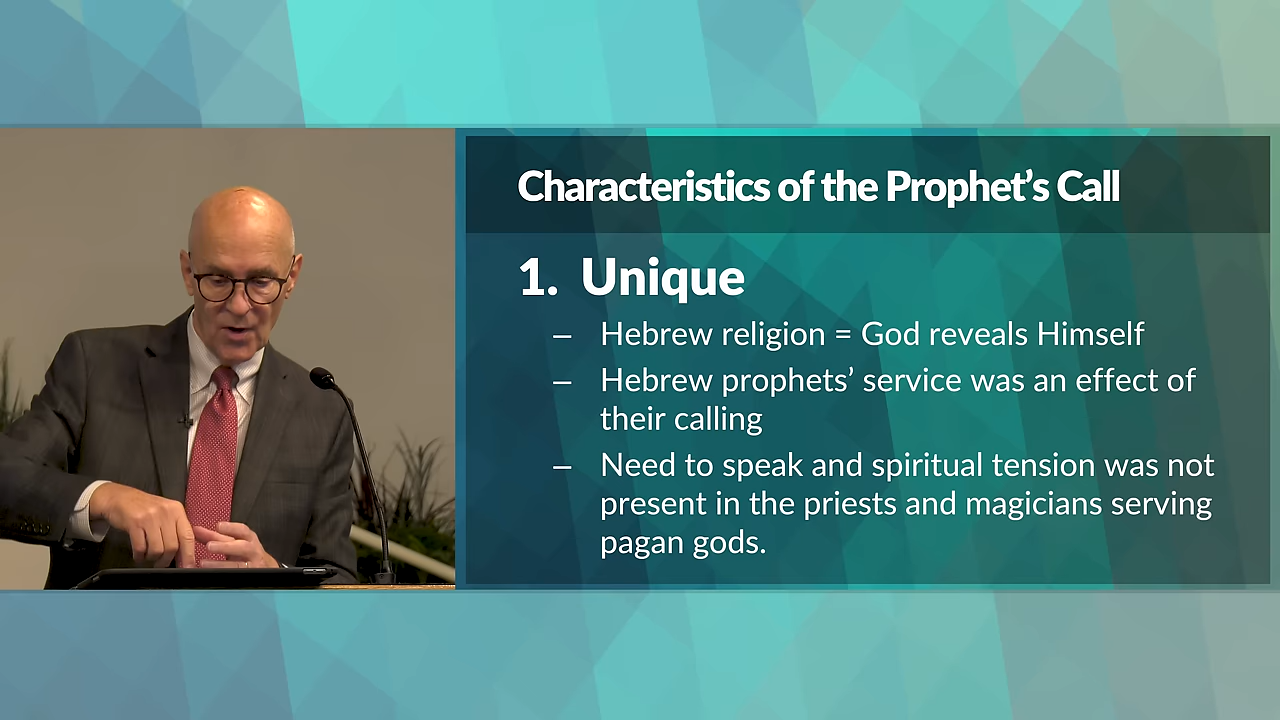 Characteristics of the Prophet’s Call
1. Unique
– Hebrew religion = God reveals Himself
– Hebrew prophets’ service was an effect of
their calling
– Need to speak and spiritual tension was not
present in the priests and magicians serving
pagan gods.